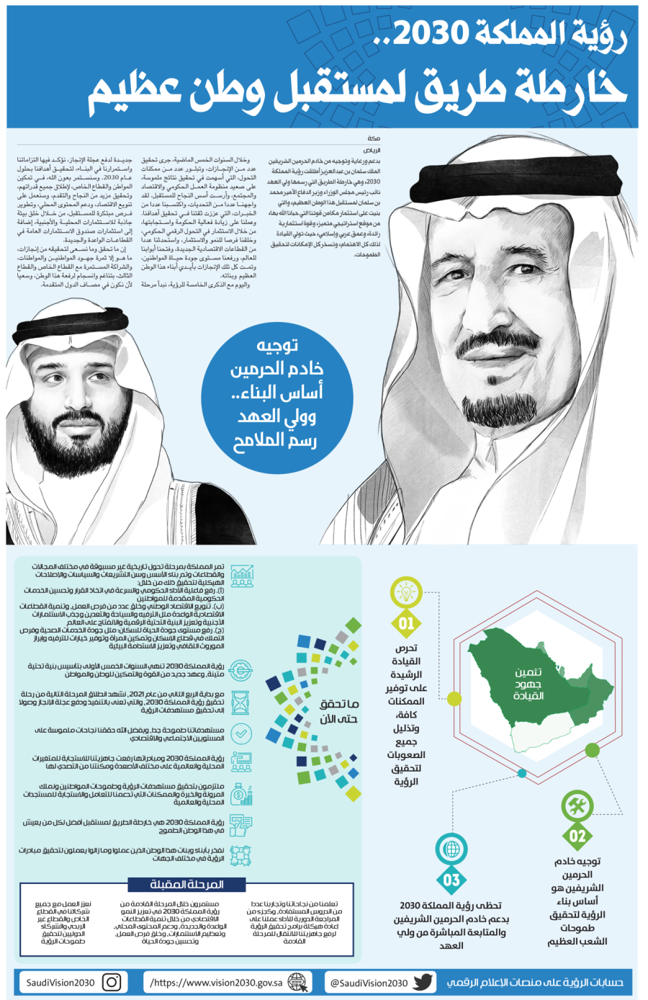 رؤية المملكة 2030..
خارطة طريق لمستقبل وطن عظيم
مكة
الرياض
بدعم ورعاية وتوجيه من خادم الحرمين الشريفين
الملك سلمان بن عبدالعزيز أطلقت رؤية المملكة
2030، وهي خارطة الطريق التي رسمها ولي العهد
نائب رئيس مجلس الوزراء وزير الدفاع الأمير محمد
بن سلمان لمستقبل هذا الوطن العظيم، والتي
بنيت على استثمار مكامن قوتنا التي حبانا الله بها،
من موقع استراتيجي متميز، وقوة استثمارية
رائدة، وعمق عربي وإسلامي، حيث تولي القيادة
لذلك كل الاهتمام، وتسخر كل الإمكانات لتحقيق
الطموحات.
وخلال السنوات الخمس الماضية، جرى تحقيق
عدد من الإنجازات، وتبلور عدد من ممكنات
التحول، التي أسهمت في تحقيق نتائج ملموسة،
على صعيد منظومة العمل الحكومي والاقتصاد
والمجتمع، وأرست أسس النجاح للمستقبل. لقد
واجهنا عددا من التحديات، واكتسبنا عددا من
الخبرات، التي عززت ثقتنا في تحقيق أهدافنا.
وعملنا على زيادة فعالية الحكومة واستجابتها،
من خلال الاستثمار في التحول الرقمي الحكومي،
وخلقنا فرصا للنمو والاستثمار، واستحدثنا عددا
من القطاعات الاقتصادية الجديدة، وفتحنا أبوابنا
للعالم، ورفعنا مستوى جودة حياة المواطنين،
وتمت كل تلك الإنجازات بأيدي أبناء هذا الوطن
العظيم وبناته.
واليوم مع الذكرى الخامسة للرؤية، نبدأ مرحلة
جديدة لدفع عجلة الإنجاز، نؤكد فيها التزاماتنا
واستمرارنا في البناء، لتحقيق أهدافنا بحلول
عام 2030. وسنستمر بعون الله، في تمكين
المواطن والقطاع الخاص، لإطلاق جميع قدراتهم،
وتحقيق مزيد من النجاح والتقدم، وسنعمل على
تنويع الاقتصاد، ودعم المحتوى المحلي، وتطوير
فرص مبتكرة للمستقبل، من خلال خلق بيئة
جاذبة للاستثمارات المحلية والأجنبية، إضافة
إلى استثمارات صندوق الاستثمارات العامة في
القطاعات الواعدة والجديدة.
إن ما تحقق وما نسعى لتحقيقه من إنجازات،
ما هو إلا ثمرة جهود المواطنين والمواطنات،
والشراكة المستمرة مع القطاع الخاص والقطاع
الثالث، بتناغم وانسجام لرفعة هذا الوطن، وسعيا
لأن نكون في مصاف الدول المتقدمة.
توجيه
خادم الحرمين
أساس البناء..
وولي العهد
رسم الملامح
تثمين
جهود
القيادة
01
تحرص
القيادة
الرشيدة
على توفير
الممكنات
كافة،
وتذليل
جميع
الصعوبات
لتحقيق
الرؤية
02
توجيه خادم
الحرمين
الشريفين هو
أساس بناء
الرؤية لتحقيق
طموحات
الشعب العظيم
03
تحظى رؤية المملكة 2030
بدعم خادم الحرمين الشريفين
والمتابعة المباشرة من ولي
العهد
ما تحقق
حتى الآن
تمر المملكة بمرحلة تحول تاريخية غير مسبوقة في مختلف المجالات
والقطاعات وتم بناء الأسس وسن التشريعات والسياسات والإصلاحات
الهيكلية لتحقيق ذلك من خلال:
(أ). رفع فاعلية الأداء الحكومي والسرعة في اتخاذ القرار وتحسين الخدمات
الحكومية المقدمة للمواطنين
(ب). تنويع الاقتصاد الوطني وخلق عدد من فرص العمل، وتنمية القطاعات
الاقتصادية الواعدة مثل الترفيه والسياحة والتعدين وجذب الاستثمارات
الأجنبية وتعزيز البنية التحتية الرقمية والانفتاح على العالم
(ج). رفع مستوى جودة الحياة للسكان: مثل جودة الخدمات الصحية وفرص
التملك في قطاع الإسكان وتمكين المرأة وتوفير خيارات للترفيه وإبراز
الموروث الثقافي وتعزيز الاستدامة البيئية
رؤية المملكة 2030 تنهي السنوات الخمس الأولى بتأسيس بنية تحتية
متينة، وعهد جديد من القوة والتمكين للوطن والمواطن
مع بداية الربع الثاني من عام 2021، نشهد انطلاق المرحلة التالية من رحلة
تحقيق رؤية المملكة 2030، والتي تعنى بالتنفيذ ودفع عجلة الإنجاز وصولا
إلى تحقيق مستهدفات الرؤية
مستهدفاتنا طموحة جدا، وبفضل الله حققنا نجاحات ملموسة على
المستويين الاجتماعي والاقتصادي
رؤية المملكة 2030 ومبادراتها رفعت جاهزيتنا للاستجابة للمتغيرات
المحلية والعالمية على مختلف الأصعدة ومكنتنا من التصدي لها
ملتزمون بتحقيق مستهدفات الرؤية وطموحات المواطنين ونملك
المرونة والخبرة والممكنات التي تدعمنا للتعامل والاستجابة للمستجدات
المحلية والعالمية
رؤية المملكة 2030 هي خارطة الطريق لمستقبل أفضل لكل من يعيش
في هذا الوطن الطموح
نفخر بأبناء وبنات هذا الوطن الذين عملوا وما زالوا يعملون لتحقيق مبادرات
الرؤية في مختلف الجهات
المرحلة المقبلة
تعلمنا من نجاحاتنا وتجاربنا عددا
من الدروس المستفادة، وكجزء من
المراجعة الدورية للأداء عملنا على
إعادة هيكلة برامج تحقيق الرؤية
لرفع جاهزيتنا للانتقال للمرحلة
القادمة
مستمرون خلال المرحلة القادمة من
رؤية المملكة 2030 في تعزيز النمو
الاقتصادي من خلال تنمية القطاعات
الواعدة والجديدة، ودعم المحتوى المحلي،
وتعظيم الاستثمارات، وخلق فرص العمل،
وتحسين جودة الحياة
نعزز العمل مع جميع
شركائنا في القطاع
الخاص والقطاع غير
الربحي والشركاء
الدوليين لتحقيق
طموحات الرؤية
حسابات الرؤية على منصات الإعلام الرقمي
@SaudiVision2030
https://www.vision2030.gov.sa/
SaudiVision2030